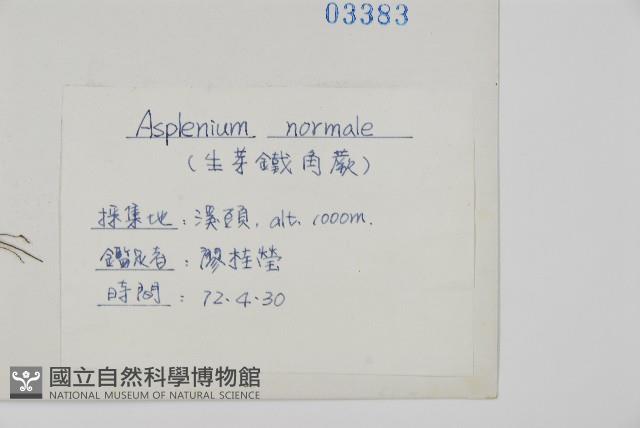 03383
Asplenium normale
(生芽鐵角蕨)
採集地：溪頭, alt. 1000m.
鑑定者：廖桂瑩
時間：72.4.30
國立自然科學博物館
NATIONAL MUSEUM OF NATURAL SCIENCE